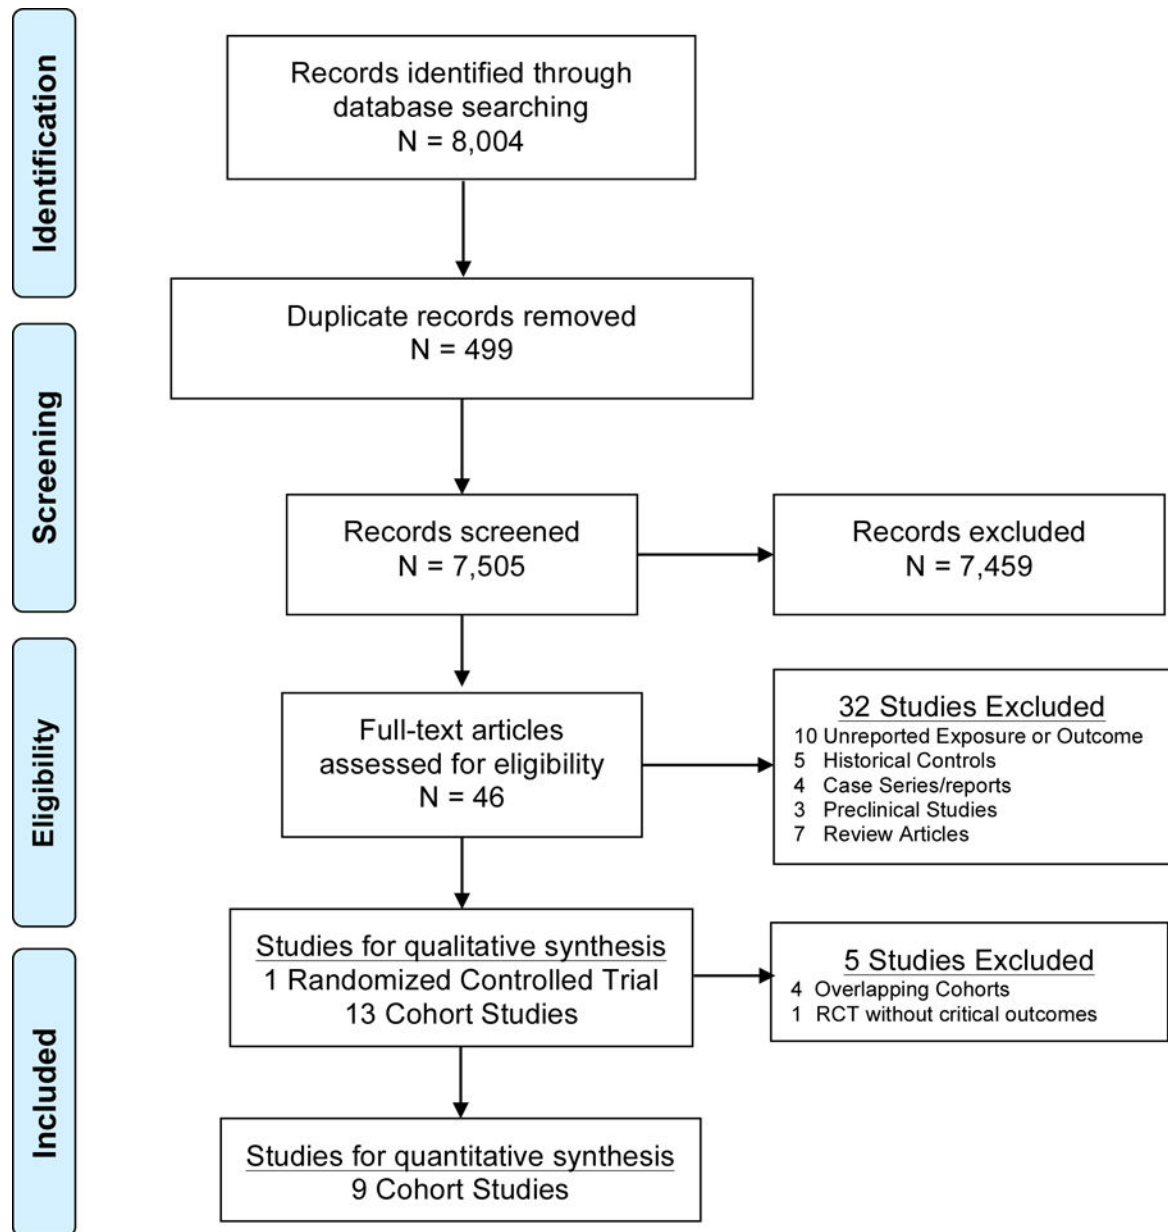 Identification
Records identified through
database searching
N = 8,004
Duplicate records removed
N = 499
Screening
Records screened
N = 7,505
Records excluded
N = 7,459
Eligibility
Full-text articles
assessed for eligibility
N = 46
32 Studies Excluded
10 Unreported Exposure or Outcome
5 Historical Controls
4 Case Series/reports
3 Preclinical Studies
7 Review Articles
Included
Studies for qualitative synthesis
1 Randomized Controlled Trial
13 Cohort Studies
5 Studies Excluded
4 Overlapping Cohorts
1 RCT without critical outcomes
Studies for quantitative synthesis
9 Cohort Studies